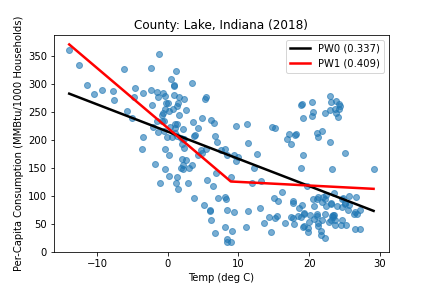 County: Lake, Indiana (2018)
PW0 (0.337)
PW1 (0.409)
Per-Capita Consumption (MMBtu/1000 Households)
350
300
250
200
150
100
50
0
−10 0 10 20 30
Temp (deg C)